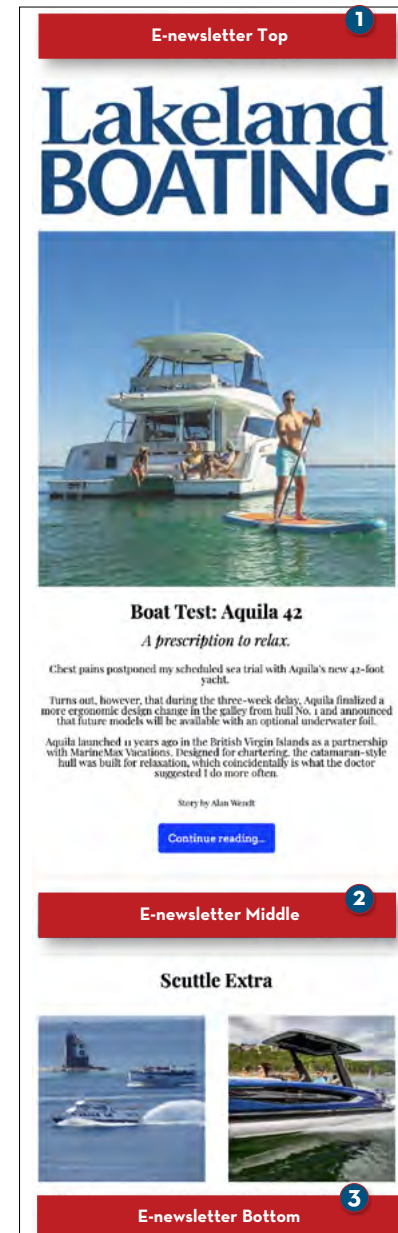 1
E-newsletter Top
Lakeland
BOATING
Boat Test: Aquila 42
A prescription to relax.
Chest pains postponed my scheduled sea trial with Aquila's new 42-foot
yacht.
Turns out, however, that during the three-week delay, Aquila finalized a
more ergonomic design change in the galley from hull No. 1 and announced
that future models will be available with an optional underwater foil.
Aquila launched 11 years ago in the British Virgin Islands as a partnership
with MarineMax Vacations. Designed for chartering, the catamaran-style
hull was built for relaxation, which coincidentally is what the doctor
suggested I do more often.
Story by Alan Wendt
Continue reading...
2
E-newsletter Middle
Scuttle Extra
3
E-newsletter Bottom